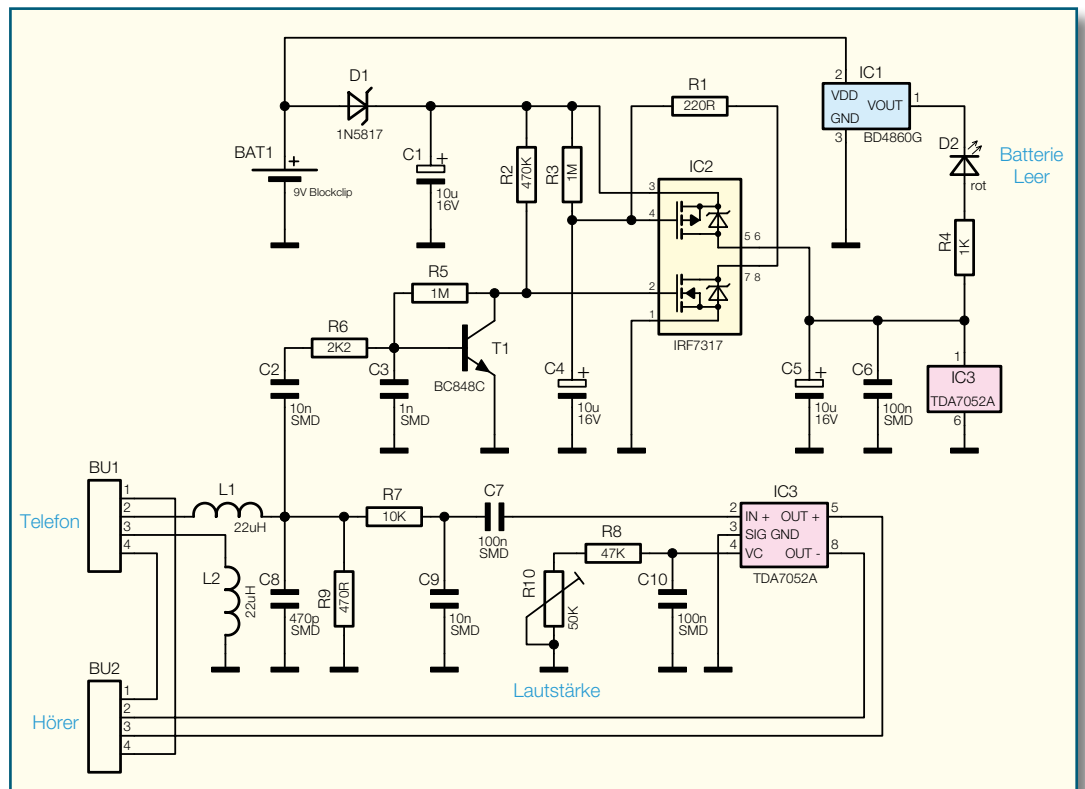 D1
1N5817
BAT1
+
9V Blockclip
C1
+
10u
16V
R2
470K
R3
1M
R1
220R
IC2
3
4
5 6
7 8
2
1
IRF7317
2
IC1
VDD
VOUT
1
GND
BD4860G
3
D2
rot
Batterie
Leer
R4
1K
R5
1M
R6
2K2
C2
10n
SMD
C3
1n
SMD
T1
BC848C
C4
+
10u
16V
C5
+
10u
16V
C6
100n
SMD
1
IC3
TDA7052A
6
BU1
Telefon
1
2
3
4
L1
22uH
L2
22uH
C8
470p
SMD
R9
470R
R7
10K
C7
100n
SMD
C9
10n
SMD
R8
47K
R10
50K
Lautstärke
C10
100n
SMD
IC3
2
IN +
OUT +
5
3
SIG GND
4
VC
OUT -
8
TDA7052A
BU2
Hörer
1
2
3
4